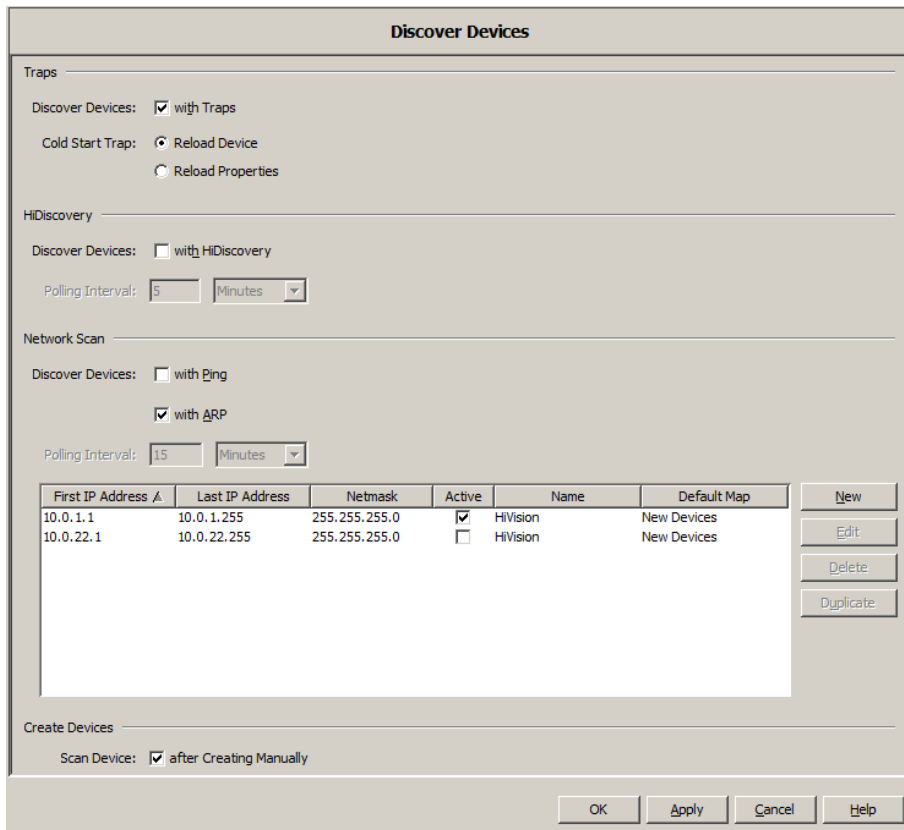 Discover Devices
Traps
Discover Devices: with Traps
Cold Start Trap: Reload Device
Reload Properties
HiDiscovery
Discover Devices: with HiDiscovery
Polling Interval: 5 Minutes
Network Scan
Discover Devices: with Ping
with ARP
Polling Interval: 15 Minutes
First IP Address Last IP Address Netmask Active Name Default Map New
10.0.1.1 10.0.1.255 255.255.255.0 HiVision New Devices
10.0.22.1 10.0.22.255 255.255.255.0 HiVision New Devices
Edit
Delete
Duplicate
Create Devices
Scan Device: after Creating Manually
OK Apply Cancel Help